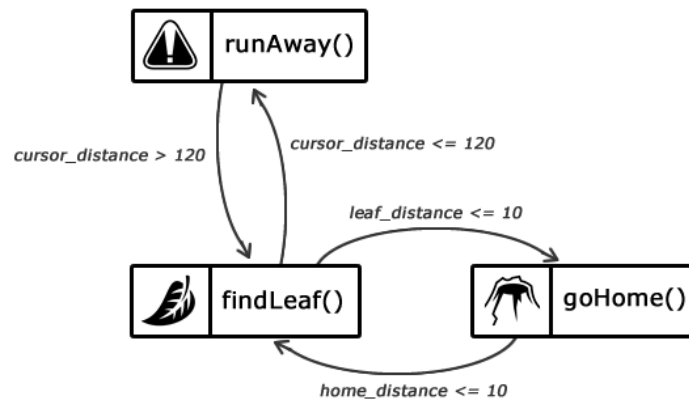 runAway()
cursor_distance > 120
cursor_distance <= 120
leaf_distance <= 10
findLeaf()
goHome()
home_distance <= 10